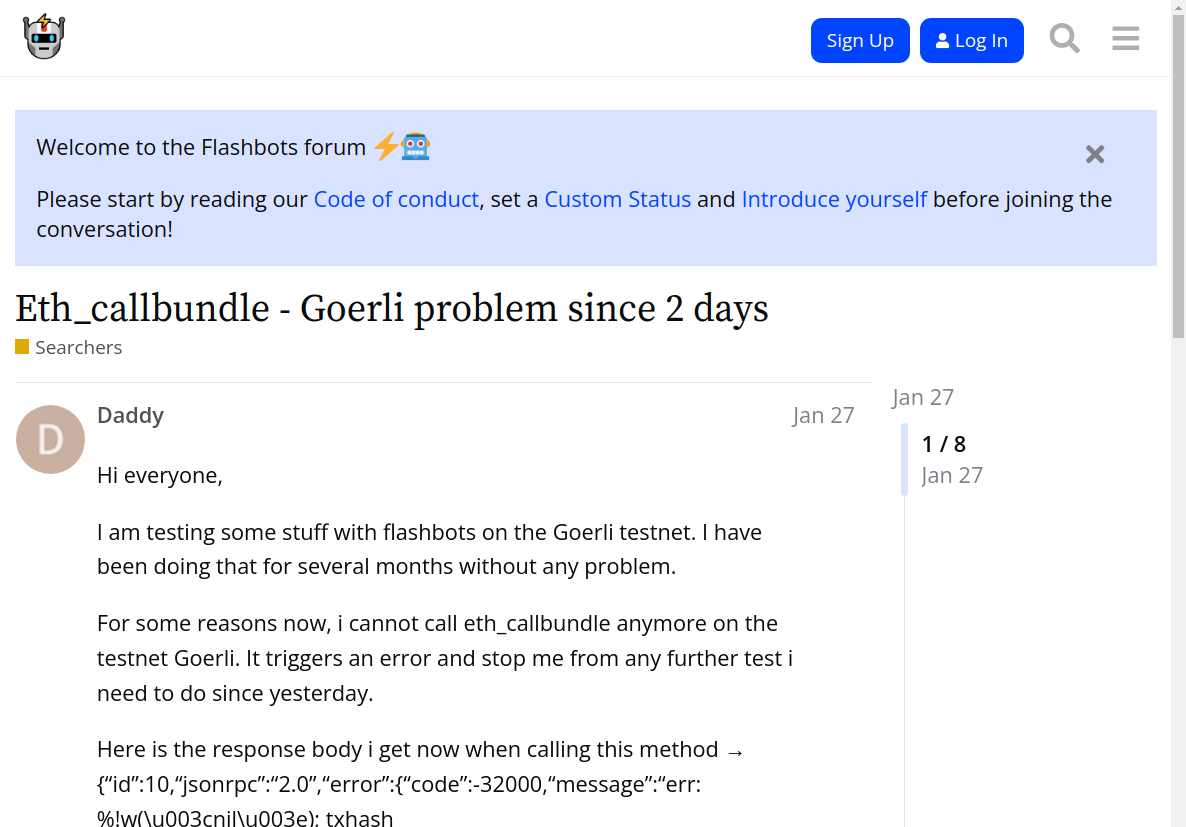 Sign Up
Log In
Welcome to the Flashbots forum
Please start by reading our Code of conduct, set a Custom Status and Introduce yourself before joining the
conversation!
Eth_callbundle - Goerli problem since 2 days
Searchers
D
Daddy
Jan 27
Hi everyone,
I am testing some stuff with flashbots on the Goerli testnet. I have
been doing that for several months without any problem.
For some reasons now, i cannot call eth_callbundle anymore on the
testnet Goerli. It triggers an error and stop me from any further test i
need to do since yesterday.
Here is the response body i get now when calling this method →
{“id”:10,“jsonrpc”:“2.0”,“error”:{“code”:-32000,“message”:“err:
%!w(\u003cnil\u003e); txhash
Jan 27
1 / 8
Jan 27